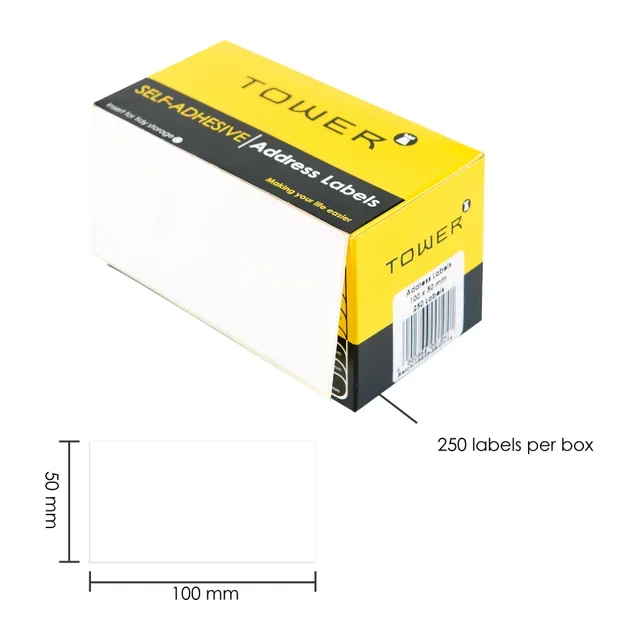 TOWER
SELF-ADHESIVE Address Labels
Insert for tidy storage
Making your life easier
TOWER
Address Labels
100 x 50 mm
250 Labels
250 labels per box
50 mm
100 mm